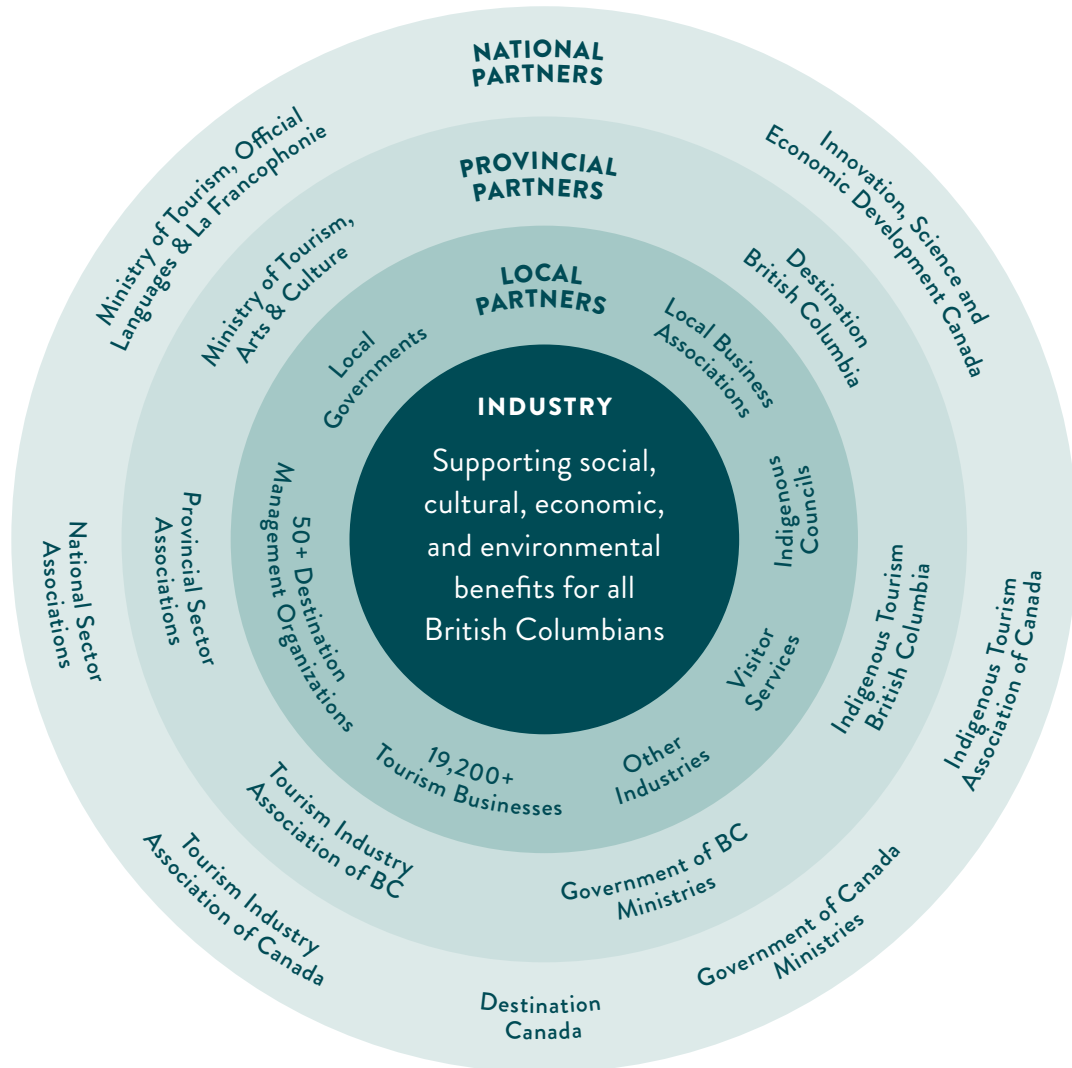 NATIONAL
PARTNERS
Innovation, Science and
Economic Development Canada
Indigenous Tourism
Association of Canada
Government of Canada
Ministries
Destination
Canada
Tourism Industry
Association of Canada
National Sector
Associations
Ministry of Tourism, Official
Languages & La Francophonie
PROVINCIAL
PARTNERS
Destination
British Columbia
Indigenous Tourism
British Columbia
Government of BC
Ministries
Tourism Industry
Association of BC
Provincial Sector
Associations
Ministry of Tourism,
Arts & Culture
LOCAL
PARTNERS
Local Business
Associations
Indigenous
Councils
Visitor
Services
Other
Industries
19,200+
Tourism Businesses
50+ Destination
Management Organizations
Local
Governments
INDUSTRY
Supporting social,
cultural, economic,
and environmental
benefits for all
British Columbians